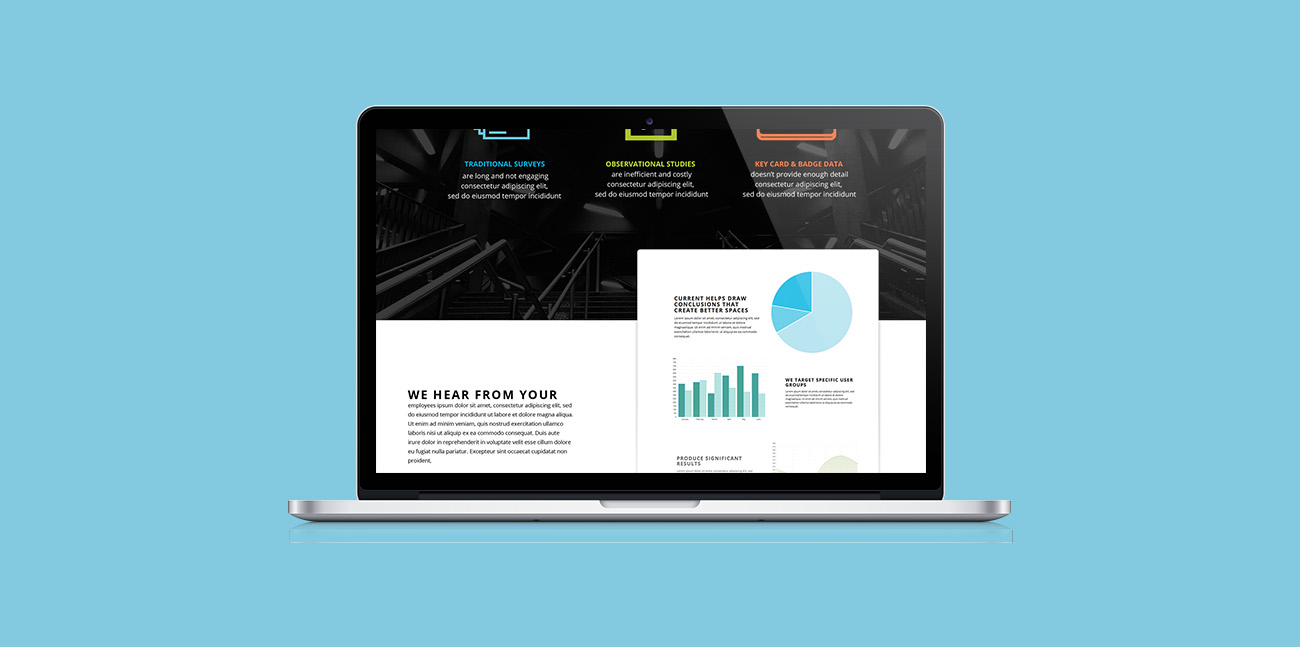 TRADITIONAL SURVEYS
are long and not engaging
consectetur adipiscing elit,
sed do eiusmod tempor incididunt
OBSERVATIONAL STUDIES
are inefficient and costly
consectetur adipiscing elit,
sed do eiusmod tempor incididunt
KEY CARD & BADGE DATA
doesn't provide enough detail
consectetur adipiscing elit,
sed do eiusmod tempor incididunt
CURRENT HELPS DRAW
CONCLUSIONS THAT
CREATE BETTER SPACES
WE TARGET SPECIFIC USER
GROUPS
PRODUCE SIGNIFICANT
RESULTS
WE HEAR FROM YOUR
employees ipsum dolor sit amet, consectetur adipiscing elit, sed
do eiusmod tempor incididunt ut labore et dolore magna aliqua.
Ut enim ad minim veniam, quis nostrud exercitation ullamco
laboris nisi ut aliquip ex ea commodo consequat. Duis aute
irure dolor in reprehenderit in voluptate velit esse cillum dolore
eu fugiat nulla pariatur. Excepteur sint occaecat cupidatat non
proident,